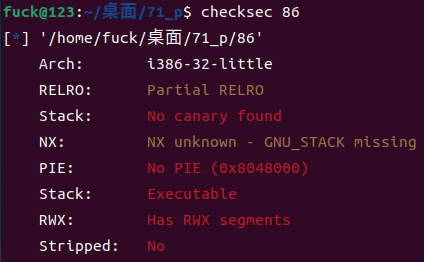 fuck@123:~/桌面/71_p$ checksec 86
[*] '/home/fuck/桌面/71_p/86'
Arch: i386-32-little
RELRO: Partial RELRO
Stack: No canary found
NX: NX unknown - GNU_STACK missing
PIE: No PIE (0x8048000)
Stack: Executable
RWX: Has RWX segments
Stripped: No